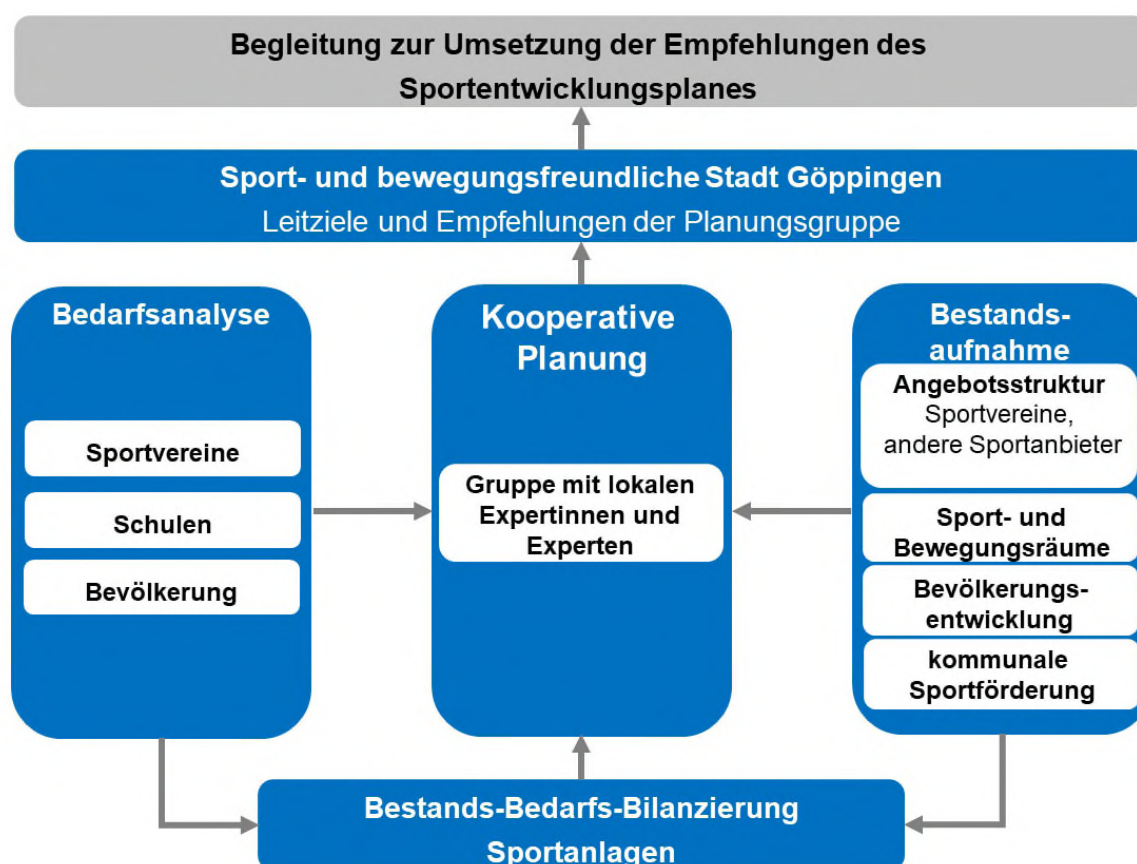 Begleitung zur Umsetzung der Empfehlungen des
Sportentwicklungsplanes
Sport- und bewegungsfreundliche Stadt Göppingen
Leitziele und Empfehlungen der Planungsgruppe
Bedarfsanalyse
Sportvereine
Schulen
Bevölkerung
Kooperative
Planung
Gruppe mit lokalen
Expertinnen und
Experten
Bestands-
aufnahme
Angebotsstruktur
Sportvereine,
andere Sportanbieter
Sport- und
Bewegungsräume
Bevölkerungs-
entwicklung
kommunale
Sportförderung
Bestands-Bedarfs-Bilanzierung
Sportanlagen